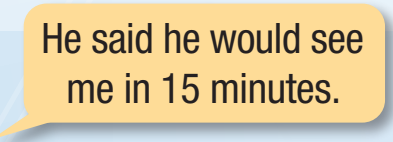 He said he would see
me in 15 minutes.